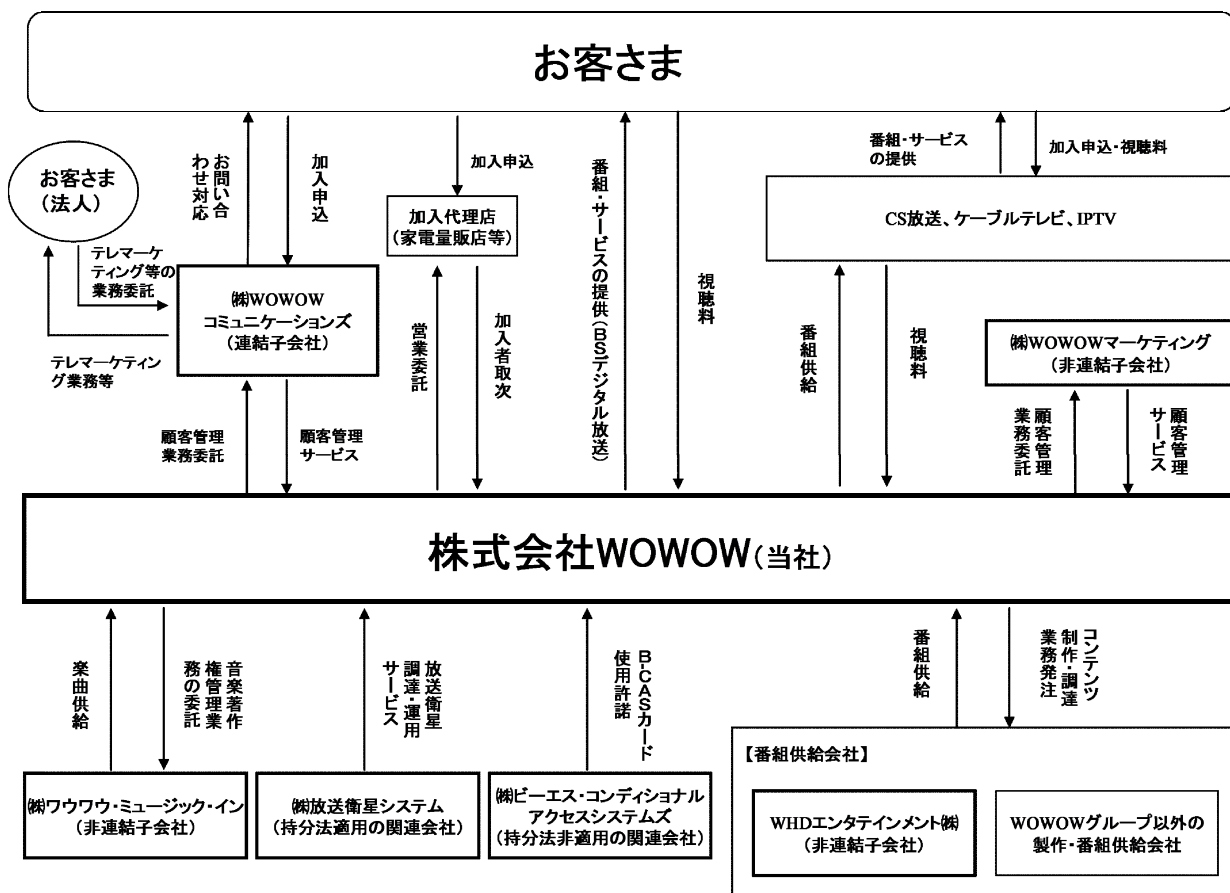 お客さま
お客さま
(法人)
お問い合
わせ対応
加入申込
加入申込
加入代理店
(家電量販店等)
番組・サービスの提供(BSデジタル放送)
視聴料
番組・サービス
の提供
加入申込・視聴料
CS放送、ケーブルテレビ、IPTV
テレマーケ
ティング等の
業務委託
テレマーケティン
グ業務等
㈱WOWOW
コミュニケーションズ
(連結子会社)
営業委託
加入者取次
番組供給
視聴料
㈱WOWOWマーケティング
(非連結子会社)
顧客管理
業務委託
顧客管理
サービス
顧客管理
業務委託
顧客管理
サービス
株式会社WOWOW(当社)
楽曲供給
音楽著作
権管理業
務の委託
放送衛星
調達・運用
サービス
B-CASカード
使用許諾
番組供給
コンテンツ
制作・調達
業務発注
㈱ワウワウ・ミュージック・イン
(非連結子会社)
㈱放送衛星システム
(持分法適用の関連会社)
㈱ビーエス・コンディショナル
アクセスシステムズ
(持分法非適用の関連会社)
【番組供給会社】
WHDエンタテインメント㈱
(非連結子会社)
WOWOWグループ以外の
製作・番組供給会社